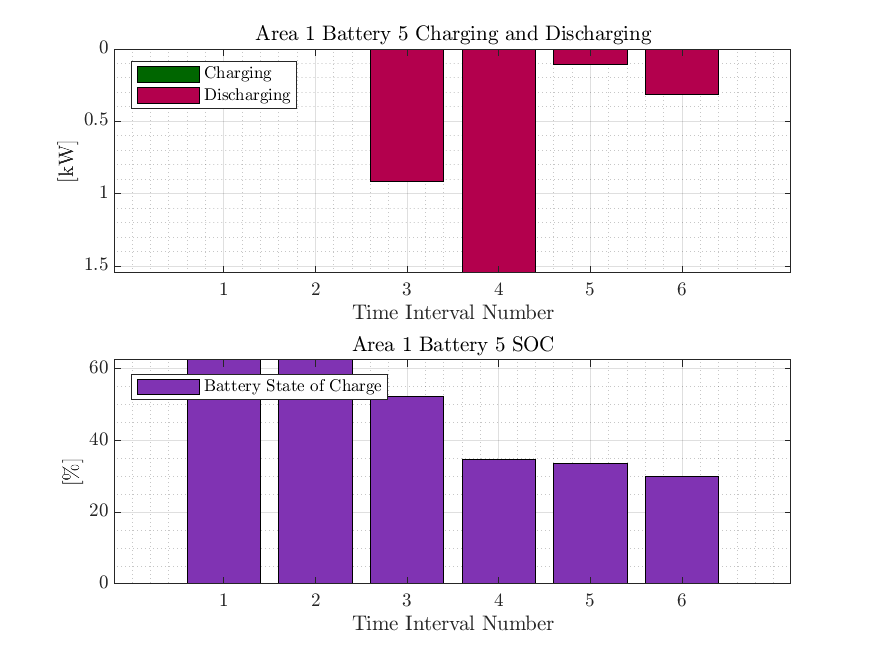 Area 1 Battery 5 Charging and Discharging
0
0.5
1
1.5
[kW]
Charging
Discharging
1 2 3 4 5 6
Time Interval Number
Area 1 Battery 5 SOC
60
40
20
0
[%]
Battery State of Charge
1 2 3 4 5 6
Time Interval Number